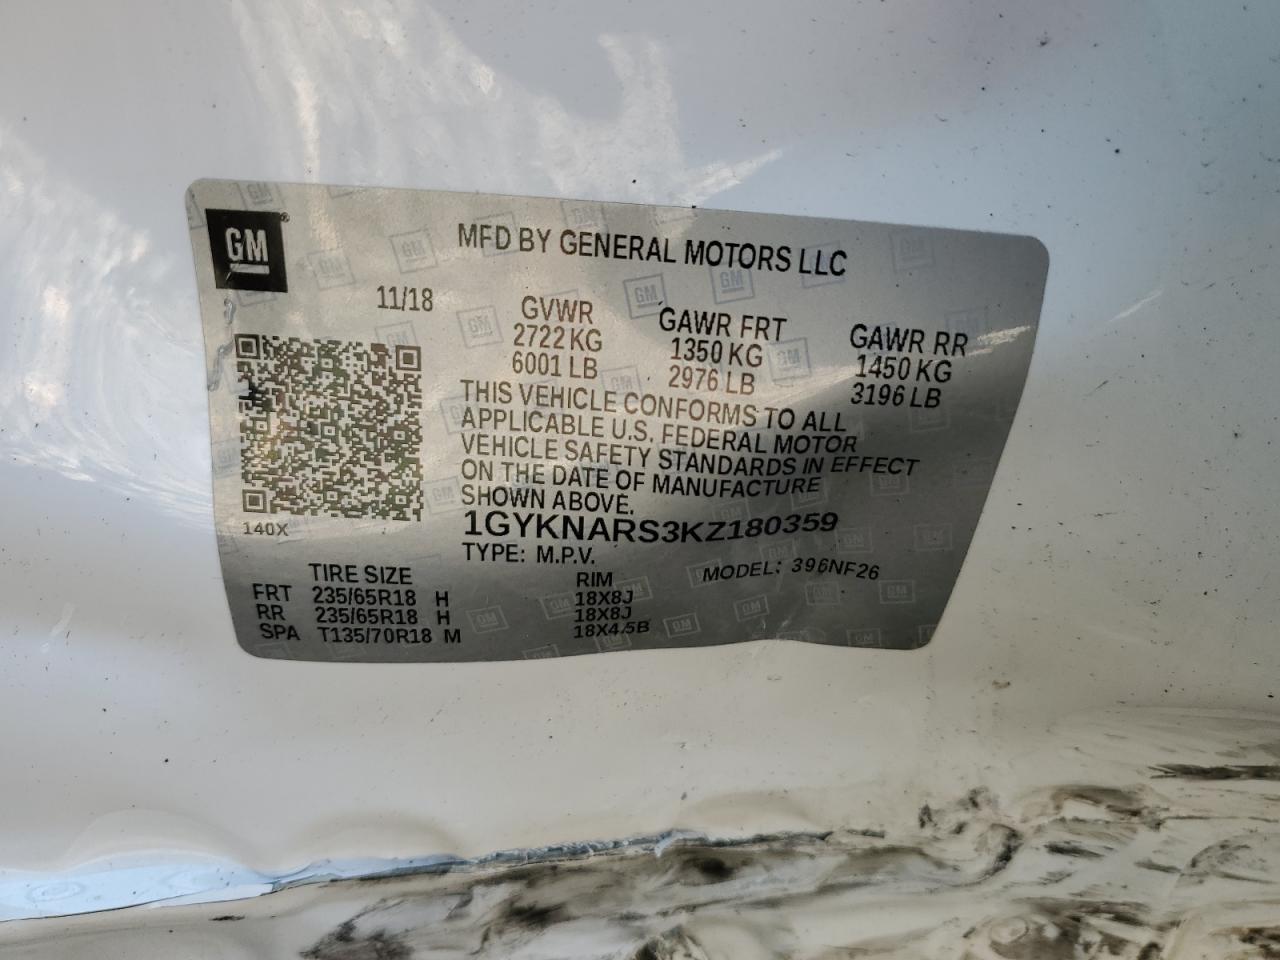 GM®
MFD BY GENERAL MOTORS LLC
11/18
GVWR
2722 KG
6001 LB
GAWR FRT
1350 KG
2976 LB
GAWR RR
1450 KG
3196 LB
THIS VEHICLE CONFORMS TO ALL
APPLICABLE U.S. FEDERAL MOTOR
VEHICLE SAFETY STANDARDS IN EFFECT
ON THE DATE OF MANUFACTURE
SHOWN ABOVE.
140X
1GYKNARS3KZ180359
TYPE: M.P.V.
MODEL: 396NF26
TIRE SIZE RIM
FRT 235/65R18 H 18X8J
RR 235/65R18 H 18X8J
SPA T135/70R18 M 18X4.5B